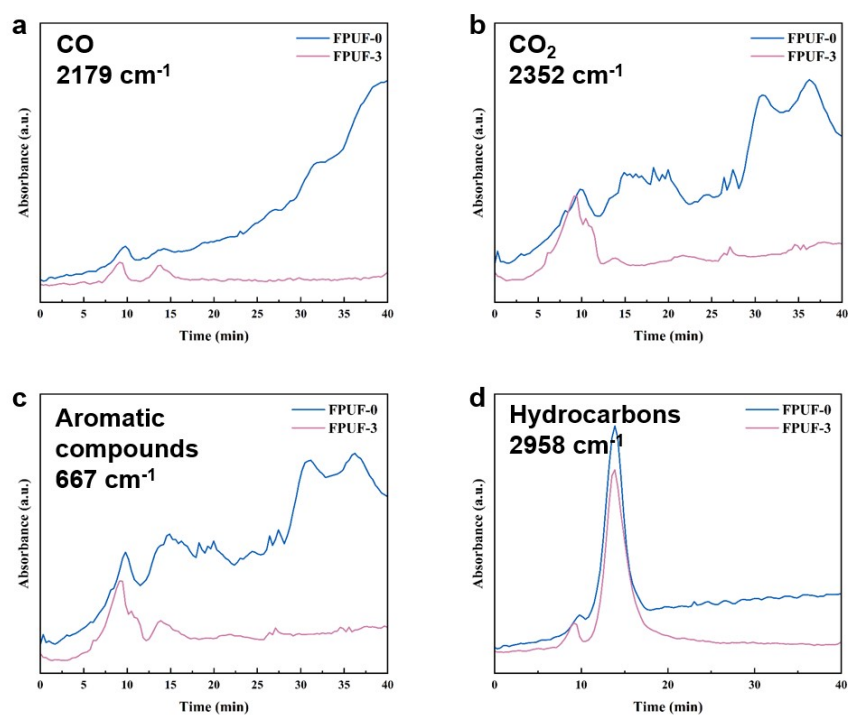 a
CO
2179 cm⁻¹
FPUF-0
FPUF-3
Absorbance (a.u.)
0 5 10 15 20 25 30 35 40
Time (min)
b
CO₂
2352 cm⁻¹
FPUF-0
FPUF-3
Absorbance (a.u.)
0 5 10 15 20 25 30 35 40
Time (min)
c
Aromatic
compounds
667 cm⁻¹
FPUF-0
FPUF-3
Absorbance (a.u.)
0 5 10 15 20 25 30 35 40
Time (min)
d
Hydrocarbons
2958 cm⁻¹
FPUF-0
FPUF-3
Absorbance (a.u.)
0 5 10 15 20 25 30 35 40
Time (min)